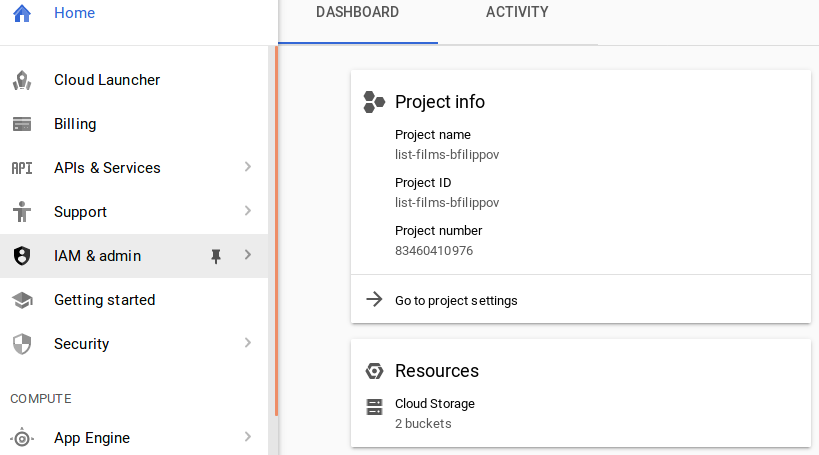 Home
Cloud Launcher
Billing
API APIs & Services
Support
IAM & admin
Getting started
Security
COMPUTE
App Engine
DASHBOARD ACTIVITY
Project info
Project name
list-films-bfilippov
Project ID
list-films-bfilippov
Project number
83460410976
Go to project settings
Resources
Cloud Storage
2 buckets